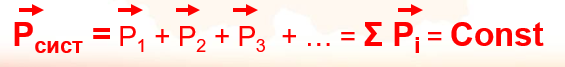 P⃗сист = P⃗1 + P⃗2 + P⃗3 + ... = Σ P⃗i = Const